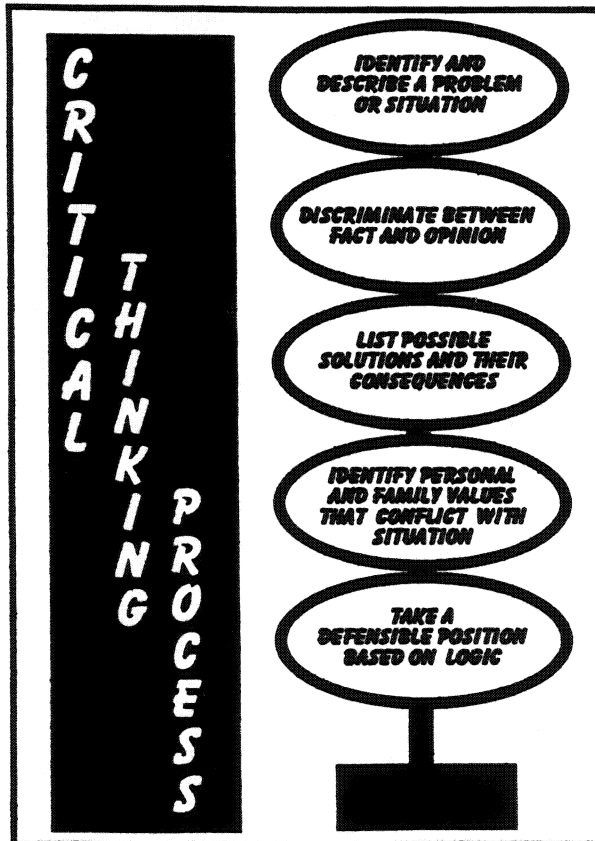 CRITICAL
THINKING
PROCESS
IDENTIFY AND
DESCRIBE A PROBLEM
OR SITUATION
DISCRIMINATE BETWEEN
FACT AND OPINION
LIST POSSIBLE
SOLUTIONS AND THEIR
CONSEQUENCES
IDENTIFY PERSONAL
AND FAMILY VALUES
THAT CONFLICT WITH
SITUATION
TAKE A
DEFENSIBLE POSITION
BASED ON LOGIC